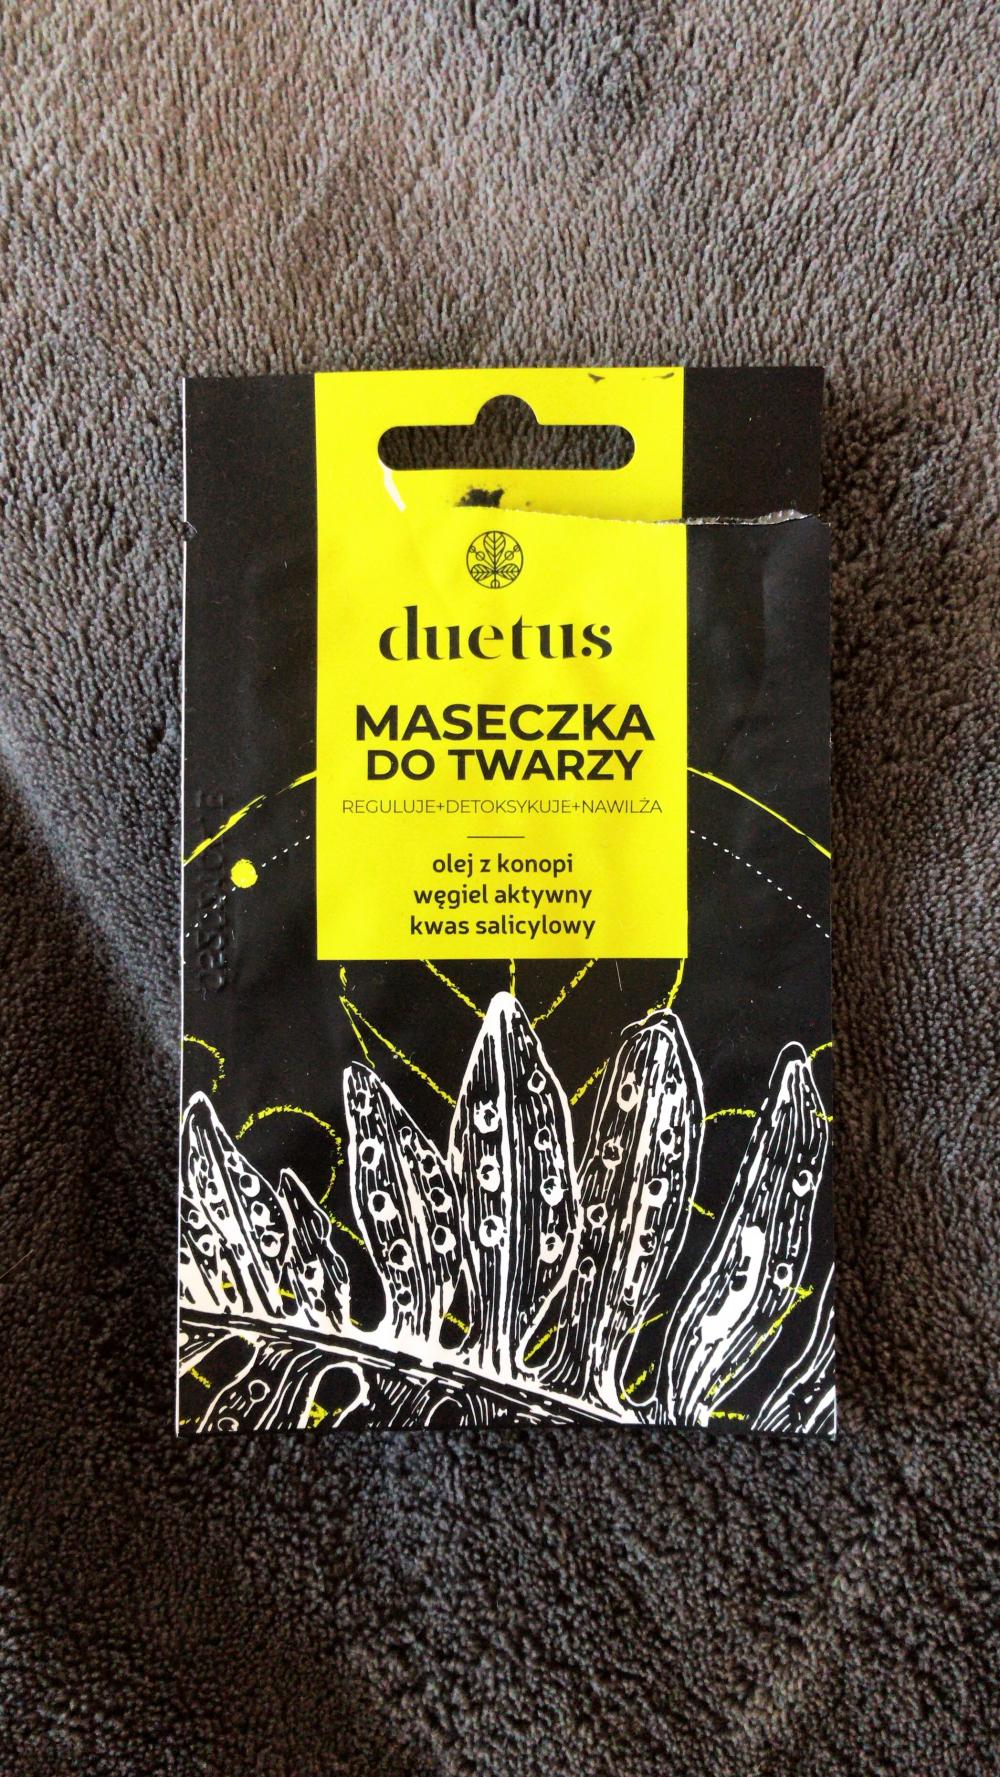 duetus
MASECZKA
DO TWARZY
REGULUJE+DETOKSYKUJE+NAWILŻA
olej z konopi
węgiel aktywny
kwas salicylowy